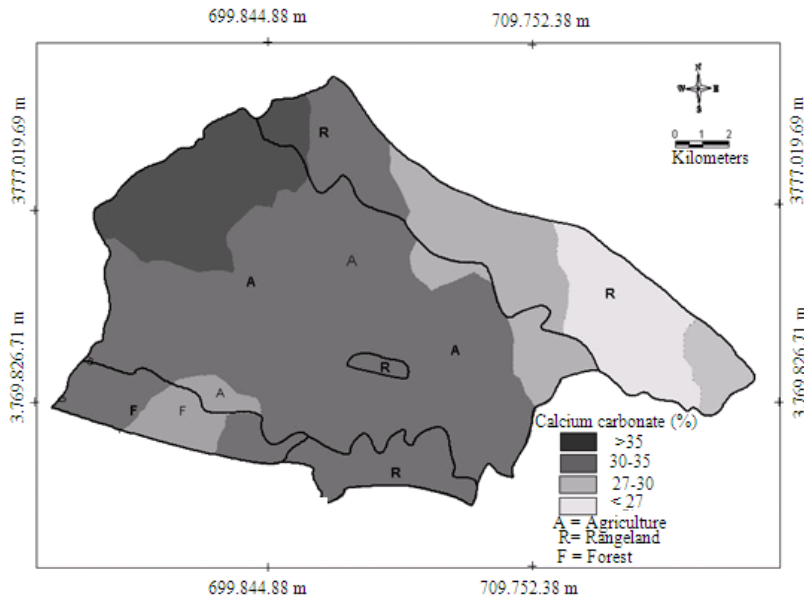 699.844.88 m
709.752.38 m
3777.019.69 m
3777.019.69 m
N
W E
S
0 1 2
Kilometers
R
A
A
R
3.769.826.71 m
3.769.826.71 m
A
R
A
F
F
R
Calcium carbonate (%)
>35
30-35
27-30
< 27
A = Agriculture
R= Rangeland
F = Forest
699.844.88 m
709.752.38 m